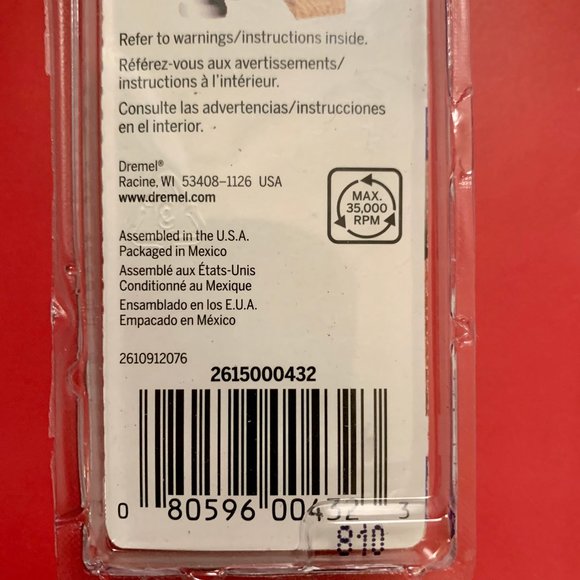 Refer to warnings/instructions inside.
Référez-vous aux avertissements/
instructions à l'intérieur.
Consulte las advertencias/instrucciones
en el interior.
Dremel®
Racine, WI 53408-1126 USA
www.dremel.com
MAX.
35,000
RPM
Assembled in the U.S.A.
Packaged in Mexico
Assemblé aux États-Unis
Conditionné au Mexique
Ensamblado en los E.U.A.
Empacado en México
2610912076
2615000432
0 80596 00432 3
810